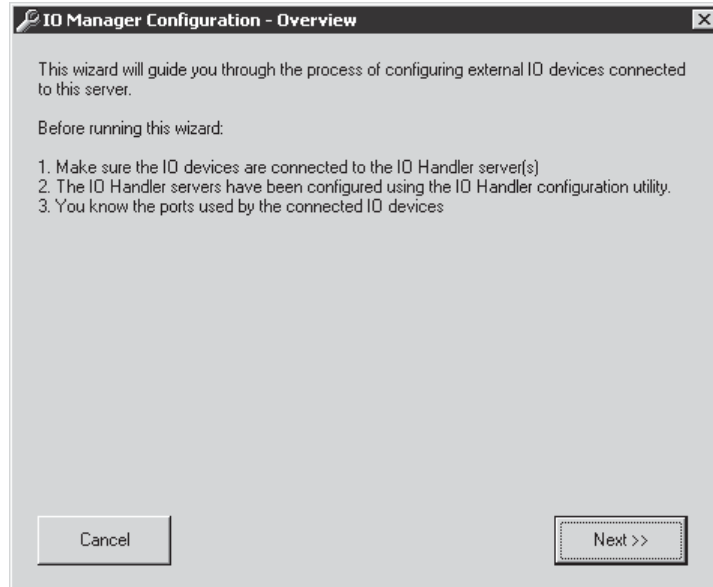 IO Manager Configuration - Overview
This wizard will guide you through the process of configuring external IO devices connected
to this server.
Before running this wizard:
1. Make sure the IO devices are connected to the IO Handler server(s)
2. The IO Handler servers have been configured using the IO Handler configuration utility.
3. You know the ports used by the connected IO devices
Cancel
Next >>